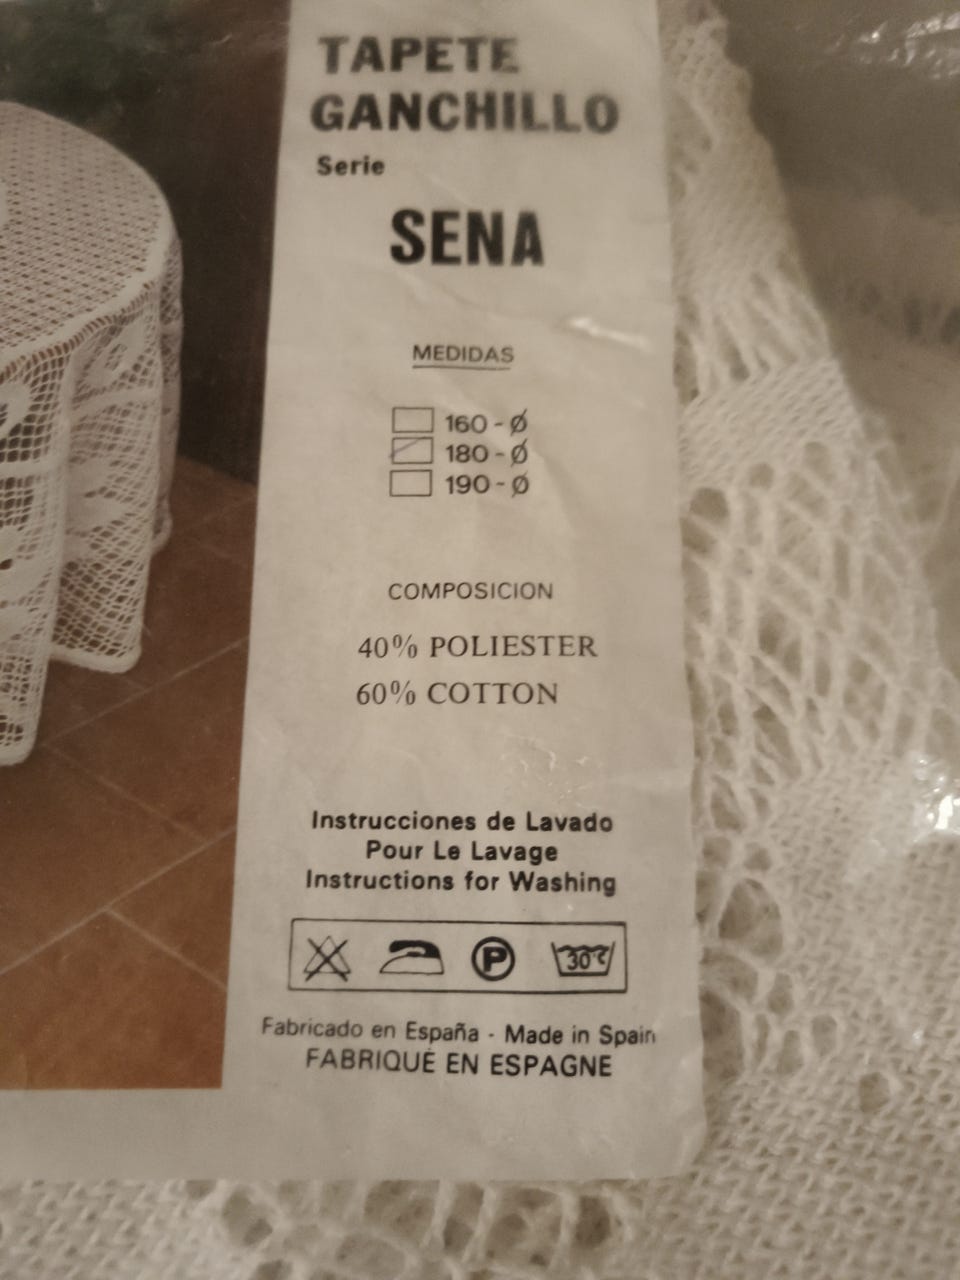 TAPETE
GANCHILLO
Serie
SENA
MEDIDAS
160 - Ø
180 - Ø
190 - Ø
COMPOSICION
40% POLIESTER
60% COTTON
Instrucciones de Lavado
Pour Le Lavage
Instructions for Washing
P 30°C
Fabricado en España - Made in Spain
FABRIQUÉ EN ESPAGNE